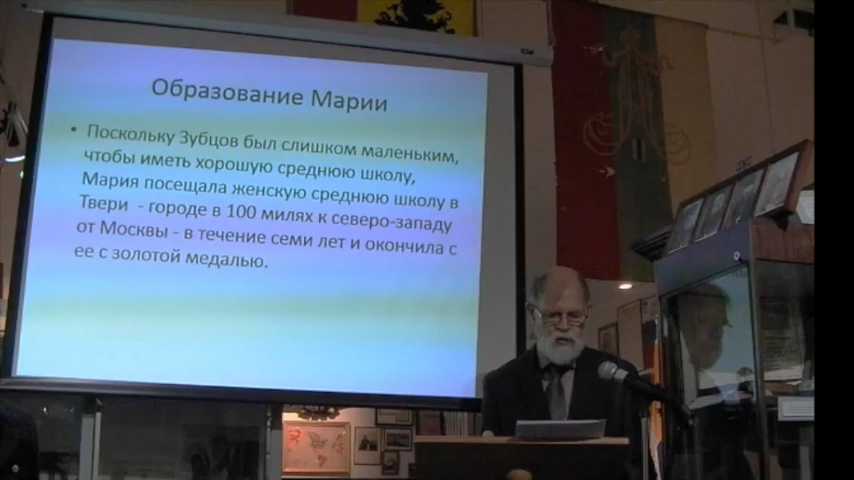 Образование Марии
• Поскольку Зубцов был слишком маленьким,
чтобы иметь хорошую среднюю школу,
Мария посещала женскую среднюю школу в
Твери - городе в 100 милях к северо-западу
от Москвы - в течение семи лет и окончила с
ее с золотой медалью.